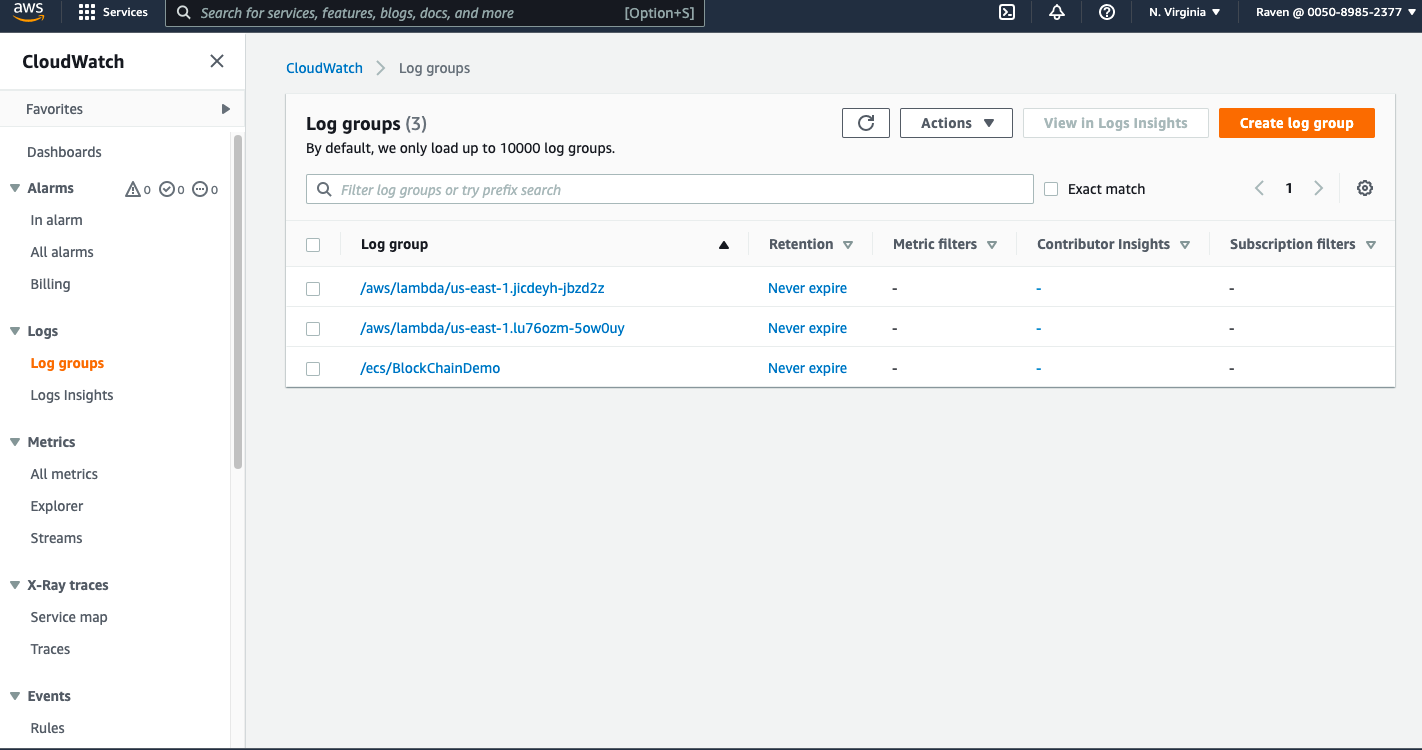 aws
Services
Search for services, features, blogs, docs, and more
[Option+S]
N. Virginia
Raven @ 0050-8985-2377
CloudWatch
Favorites
Dashboards
Alarms
0
0
0
In alarm
All alarms
Billing
Logs
Log groups
Logs Insights
Metrics
All metrics
Explorer
Streams
X-Ray traces
Service map
Traces
Events
Rules
CloudWatch
Log groups
Log groups (3)
By default, we only load up to 10000 log groups.
Actions
View in Logs Insights
Create log group
Filter log groups or try prefix search
Exact match
1
Log group Retention Metric filters Contributor Insights Subscription filters
/aws/lambda/us-east-1.jicdeyh-jbzd2z Never expire - - -
/aws/lambda/us-east-1.lu76ozm-5ow0uy Never expire - - -
/ecs/BlockChainDemo Never expire - - -